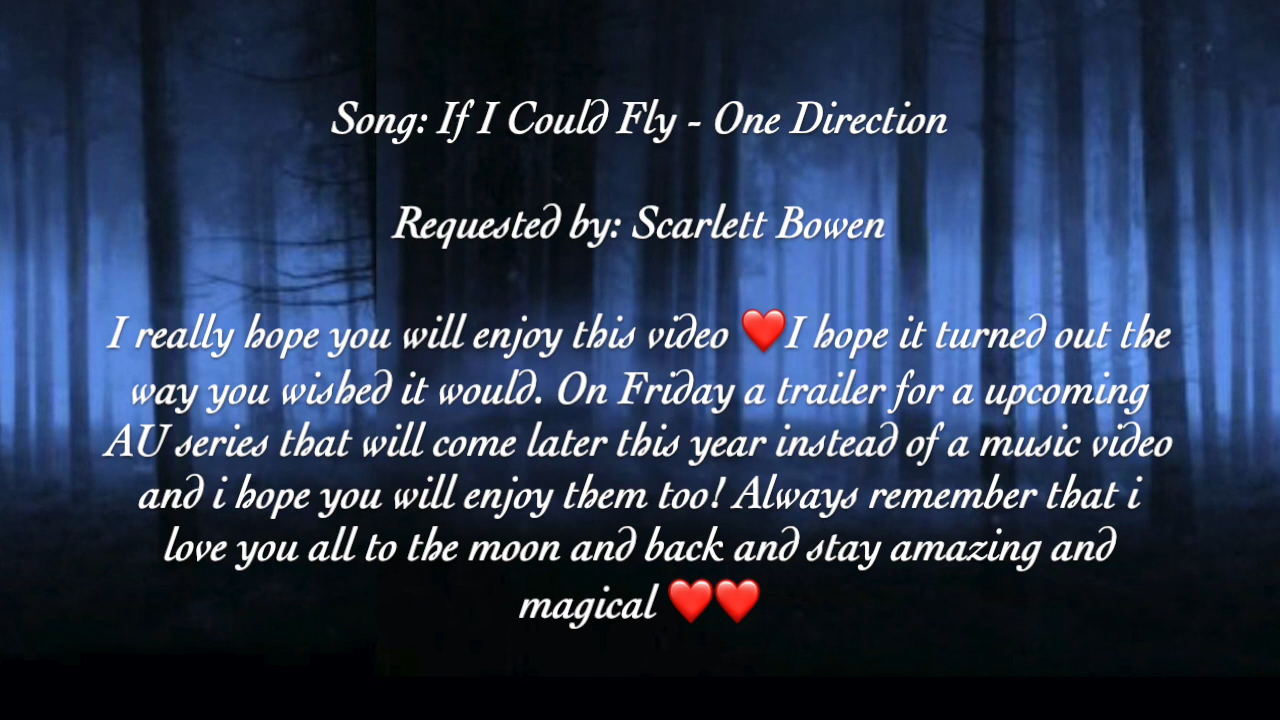 Song: If I Could Fly - One Direction
Requested by: Scarlett Bowen
I really hope you will enjoy this video ❤️I hope it turned out the
way you wished it would. On Friday a trailer for a upcoming
AU series that will come later this year instead of a music video
and i hope you will enjoy them too! Always remember that i
love you all to the moon and back and stay amazing and
magical ❤️❤️